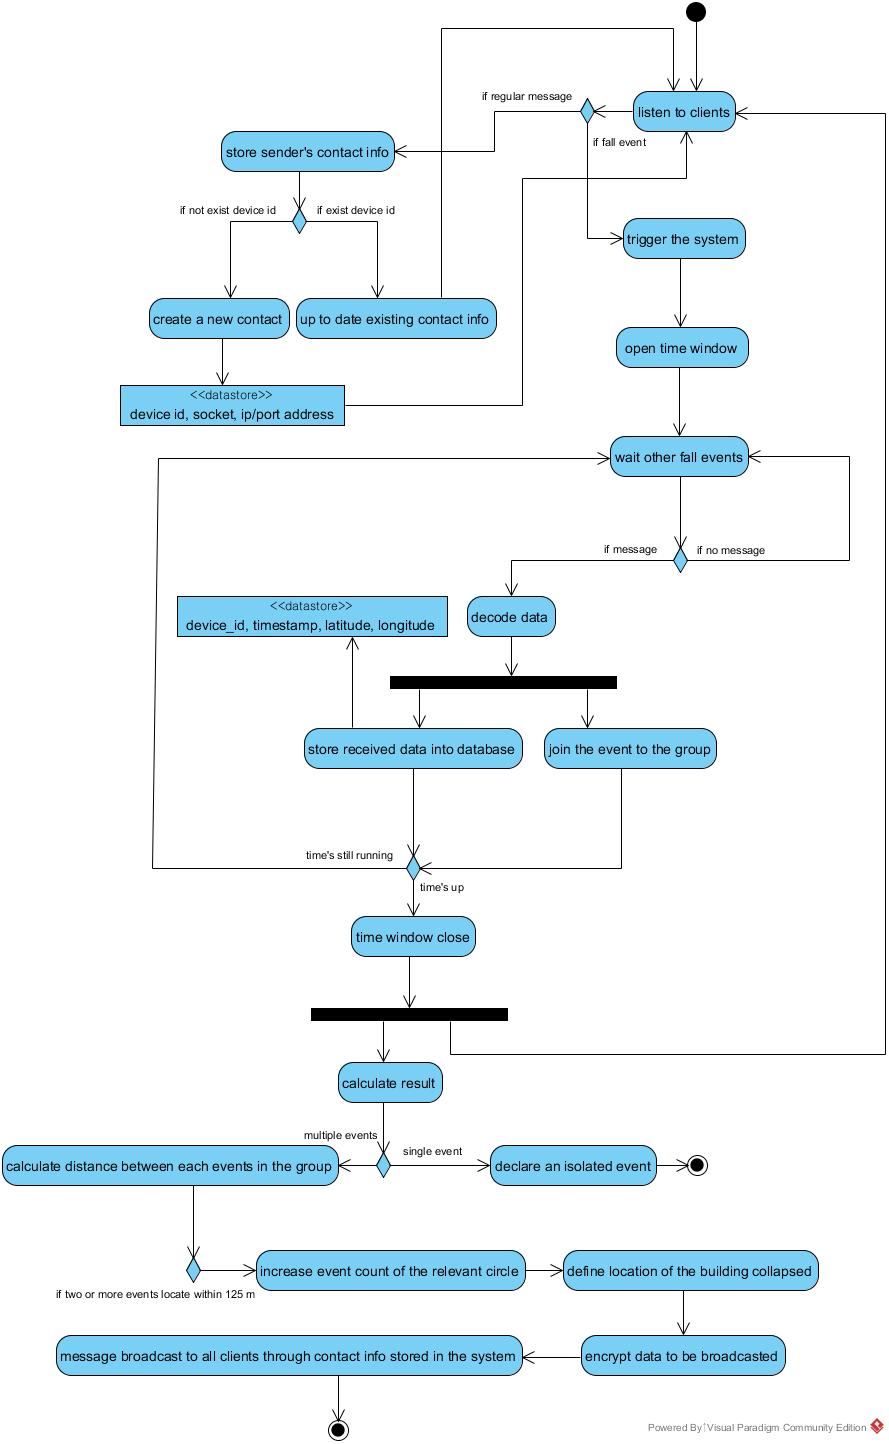 if regular message
listen to clients
if fall event
store sender's contact info
if not exist device id
if exist device id
trigger the system
create a new contact
up to date existing contact info
open time window
<<datastore>>
device id, socket, ip/port address
wait other fall events
if message
if no message
<<datastore>>
device_id, timestamp, latitude, longitude
decode data
store received data into database
join the event to the group
time's still running
time's up
time window close
calculate result
multiple events
single event
calculate distance between each events in the group
declare an isolated event
increase event count of the relevant circle
define location of the building collapsed
if two or more events locate within 125 m
message broadcast to all clients through contact info stored in the system
encrypt data to be broadcasted
Powered By Visual Paradigm Community Edition